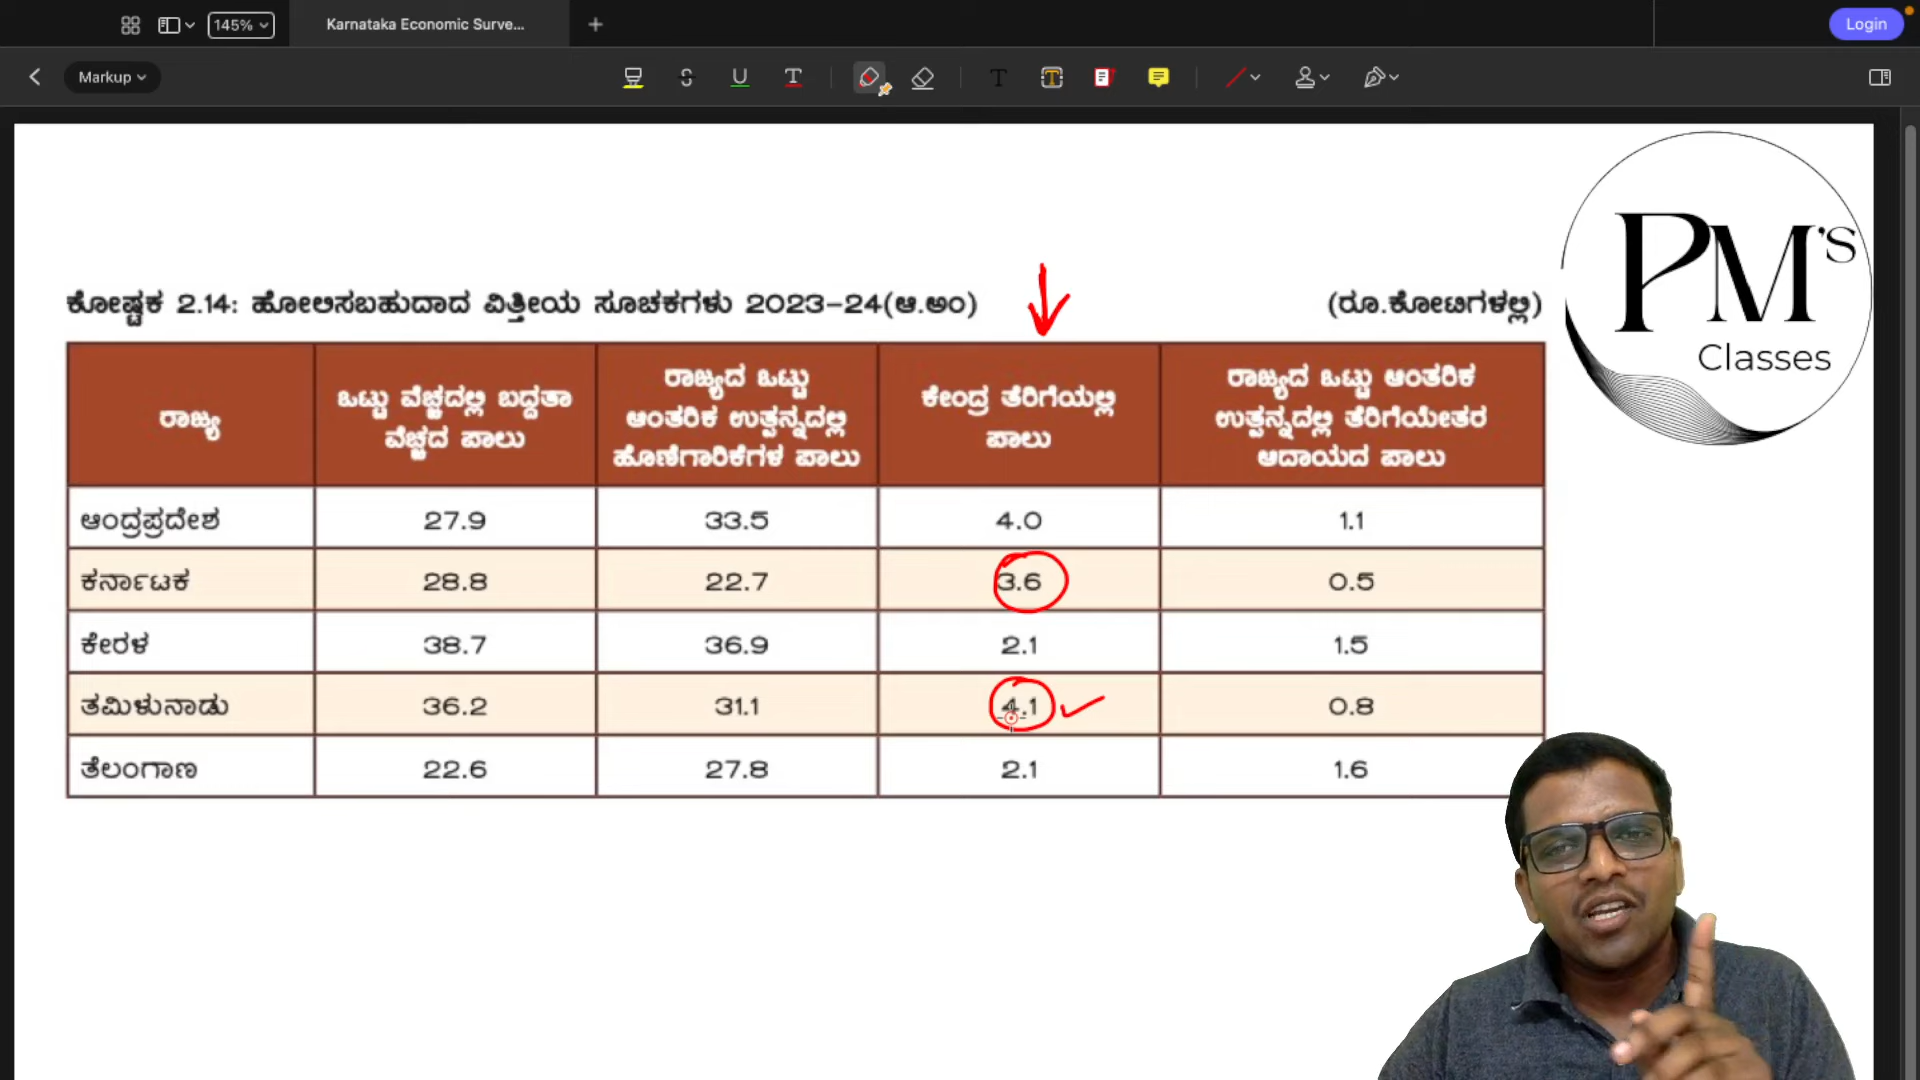 145%
Karnataka Economic Surve...
Login
Markup
PM's
Classes
ಕೋಷ್ಟಕ 2.14: ಹೋಲಿಸಬಹುದಾದ ವಿತ್ತೀಯ ಸೂಚಕಗಳು 2023-24(ಆ.ಅಂ) (ರೂ.ಕೋಟಿಗಳಲ್ಲಿ)
ರಾಜ್ಯ
ಒಟ್ಟು ವೆಚ್ಚದಲ್ಲಿ ಬದ್ಧತಾ
ವೆಚ್ಚದ ಪಾಲು
ರಾಜ್ಯದ ಒಟ್ಟು
ಆಂತರಿಕ ಉತ್ಪನ್ನದಲ್ಲಿ
ಹೊಣೆಗಾರಿಕೆಗಳ ಪಾಲು
ಕೇಂದ್ರ ತೆರಿಗೆಯಲ್ಲಿ
ಪಾಲು
ರಾಜ್ಯದ ಒಟ್ಟು ಆಂತರಿಕ
ಉತ್ಪನ್ನದಲ್ಲಿ ತೆರಿಗೆಯೇತರ
ಆದಾಯದ ಪಾಲು
ಆಂಧ್ರಪ್ರದೇಶ 27.9 33.5 4.0 1.1
ಕರ್ನಾಟಕ 28.8 22.7 3.6 0.5
ಕೇರಳ 38.7 36.9 2.1 1.5
ತಮಿಳುನಾಡು 36.2 31.1 4.1 0.8
ತೆಲಂಗಾಣ 22.6 27.8 2.1 1.6